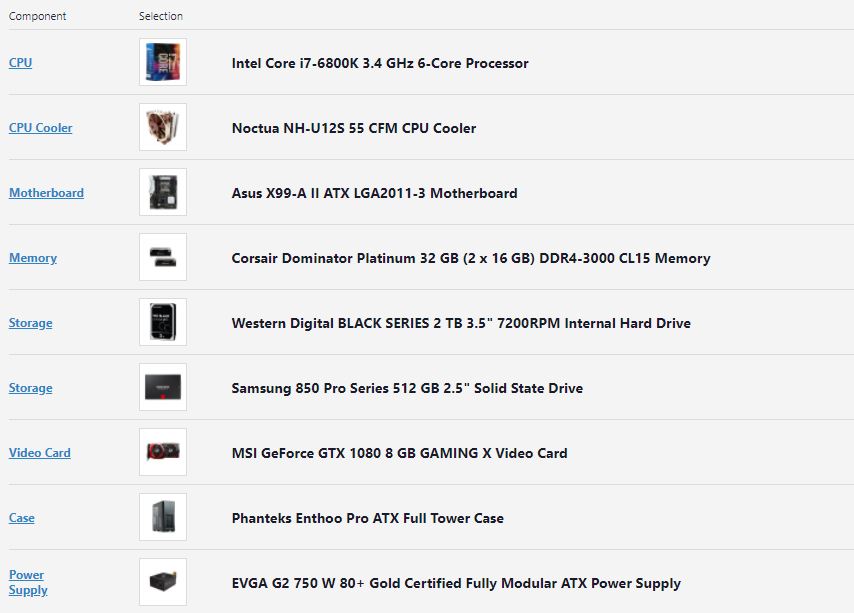 Component Selection
CPU Intel Core i7-6800K 3.4 GHz 6-Core Processor
CPU Cooler Noctua NH-U12S 55 CFM CPU Cooler
Motherboard Asus X99-A II ATX LGA2011-3 Motherboard
Memory Corsair Dominator Platinum 32 GB (2 x 16 GB) DDR4-3000 CL15 Memory
Storage Western Digital BLACK SERIES 2 TB 3.5" 7200RPM Internal Hard Drive
Storage Samsung 850 Pro Series 512 GB 2.5" Solid State Drive
Video Card MSI GeForce GTX 1080 8 GB GAMING X Video Card
Case Phanteks Enthoo Pro ATX Full Tower Case
Power
Supply EVGA G2 750 W 80+ Gold Certified Fully Modular ATX Power Supply